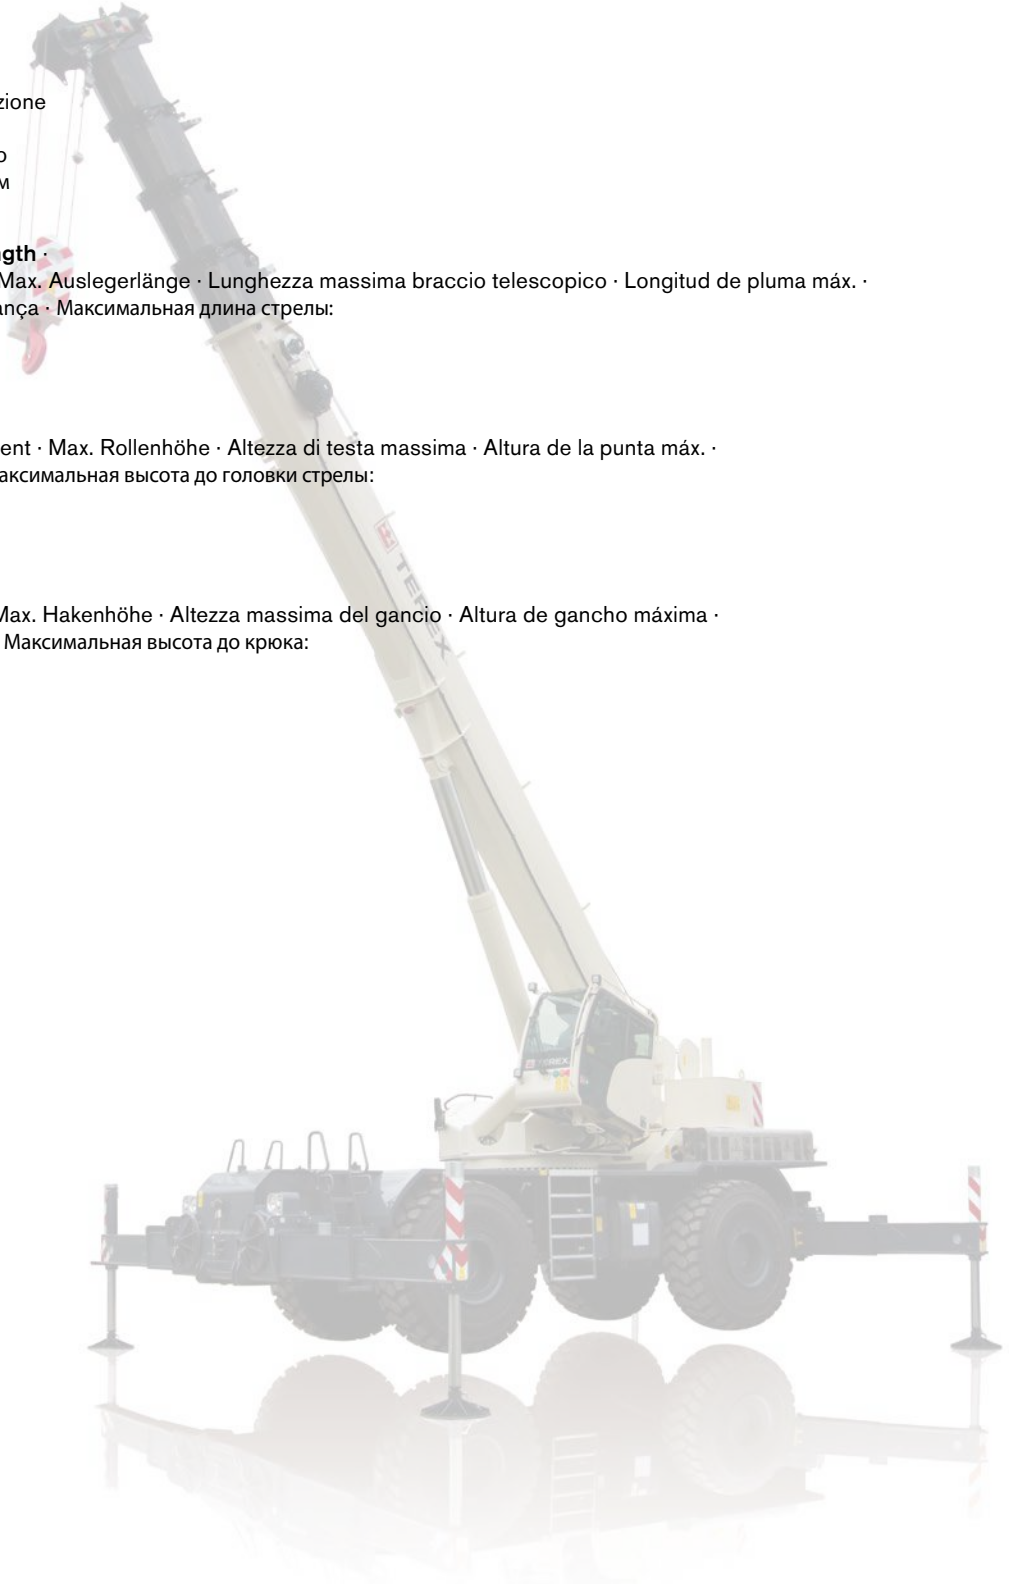 zione
о
м
gth ·
Max. Auslegerlänge · Lunghezza massima braccio telescopico · Longitud de pluma máx. ·
ança · Максимальная длина стрелы:
ent · Max. Rollenhöhe · Altezza di testa massima · Altura de la punta máx. ·
аксимальная высота до головки стрелы:
TEREX
Max. Hakenhöhe · Altezza massima del gancio · Altura de gancho máxima ·
Максимальная высота до крюка:
TEREX